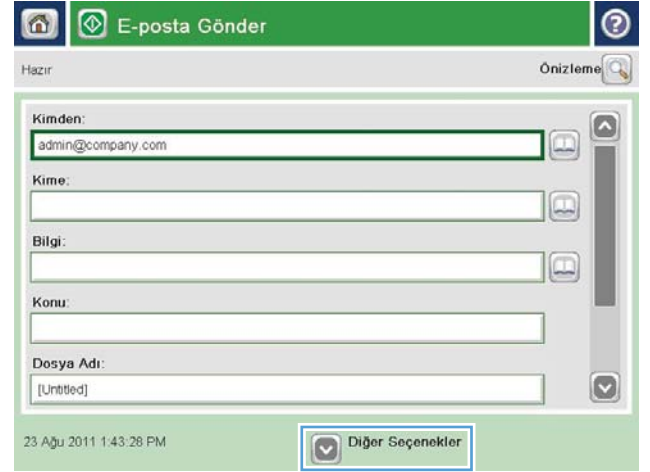 E-posta Gönder
Hazır
Önizleme
Kimden:
admin@company.com
Kime:
Bilgi:
Konu:
Dosya Adı:
[Untitled]
23 Ağu 2011 1:43:28 PM
Diğer Seçenekler